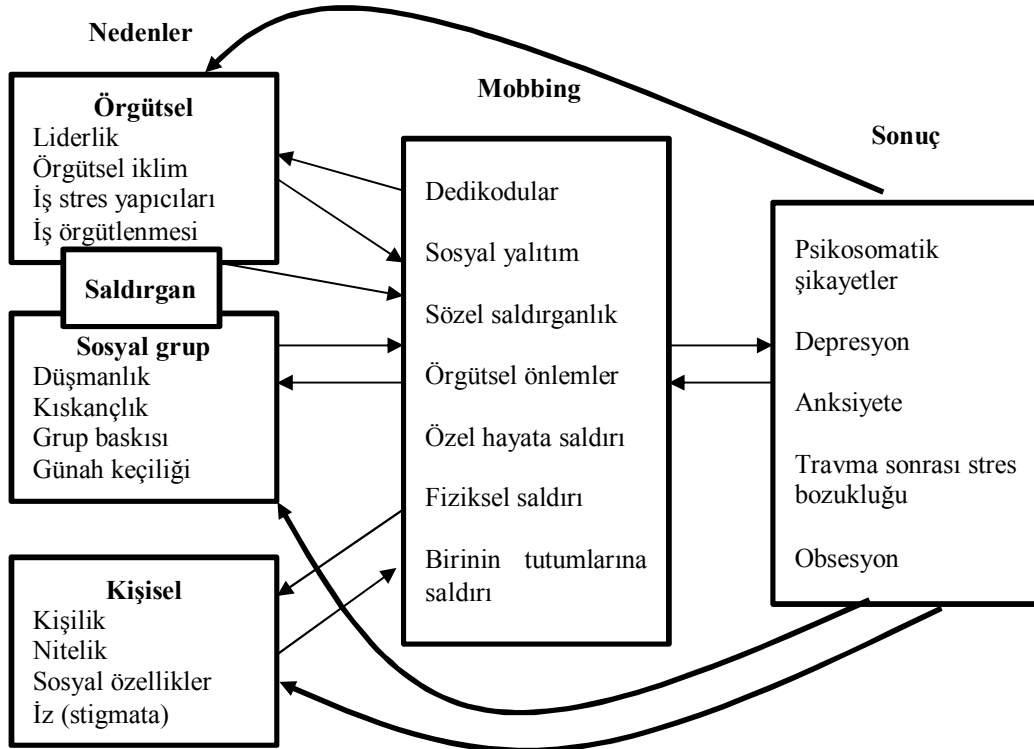 Nedenler
Örgütsel
Liderlik
Örgütsel iklim
İş stres yapıcıları
İş örgütlenmesi
Saldırgan
Sosyal grup
Düşmanlık
Kıskançlık
Grup baskısı
Günah keçiliği
Kişisel
Kişilik
Nitelik
Sosyal özellikler
İz (stigmata)
Mobbing
Dedikodular
Sosyal yalıtım
Sözel saldırganlık
Örgütsel önlemler
Özel hayata saldırı
Fiziksel saldırı
Birinin tutumlarına
saldırı
Sonuç
Psikosomatik
şikayetler
Depresyon
Anksiyete
Travma sonrası stres
bozukluğu
Obsesyon